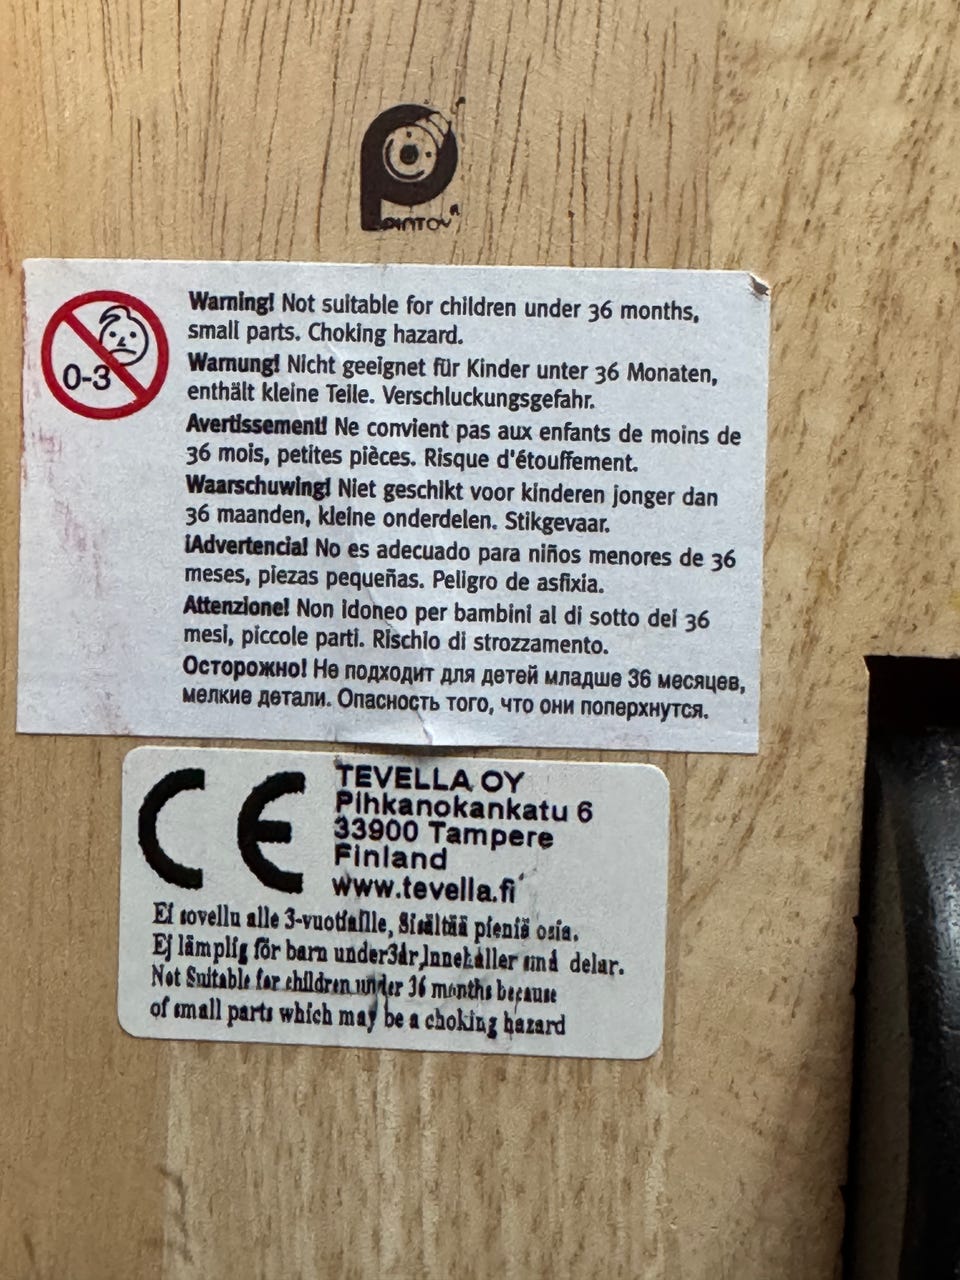 PINTOY
0-3
Warning! Not suitable for children under 36 months,
small parts. Choking hazard.
Warnung! Nicht geeignet für Kinder unter 36 Monaten,
enthält kleine Teile. Verschluckungsgefahr.
Avertissement! Ne convient pas aux enfants de moins de
36 mois, petites pièces. Risque d'étouffement.
Waarschuwing! Niet geschikt voor kinderen jonger dan
36 maanden, kleine onderdelen. Stikgevaar.
¡Advertencia! No es adecuado para niños menores de 36
meses, piezas pequeñas. Peligro de asfixia.
Attenzione! Non idoneo per bambini al di sotto dei 36
mesi, piccole parti. Rischio di strozzamento.
Осторожно! Не подходит для детей младше 36 месяцев,
мелкие детали. Опасность того, что они поперхнутся.
CE
TEVELLA OY
Pihkanokankatu 6
33900 Tampere
Finland
www.tevella.fi
Ei sovellu alle 3-vuotiaille, Sisältää pieniä osia.
Ej lämplig för barn under3år,Innehåller små delar.
Not Suitable for children under 36 months because
of small parts which may be a choking hazard